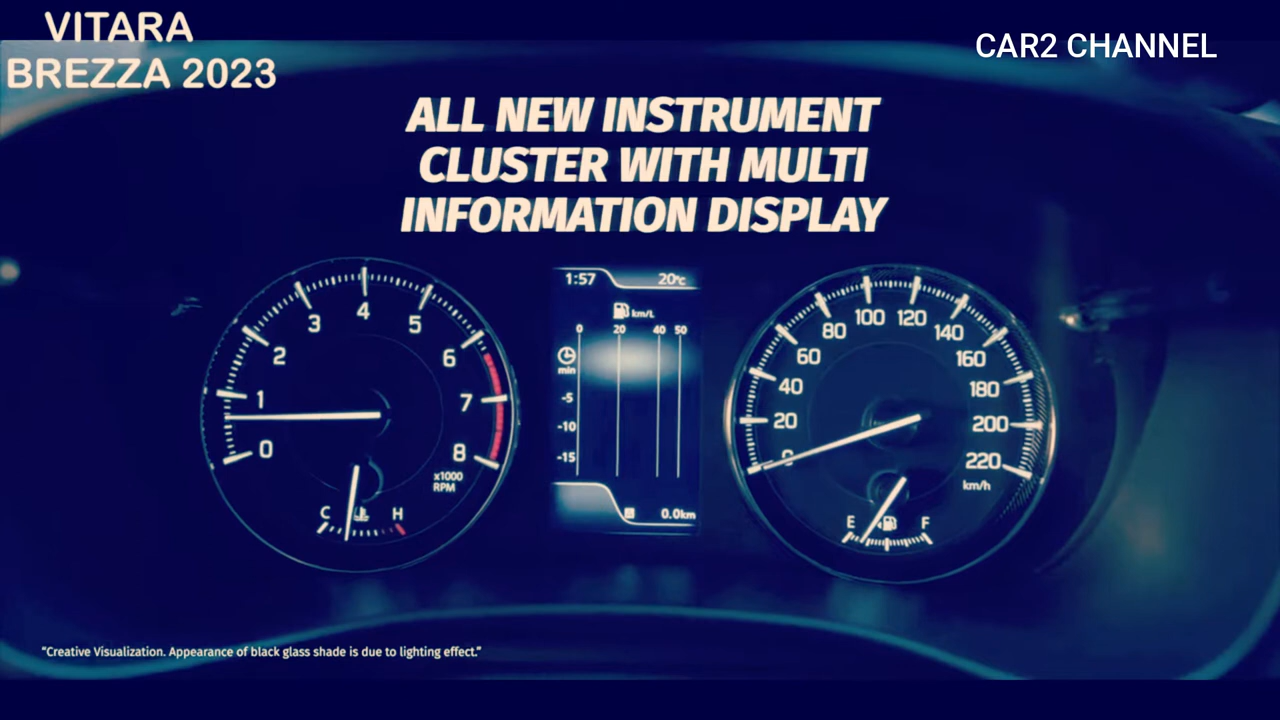 VITARA
BREZZA 2023
CAR2 CHANNEL
ALL NEW INSTRUMENT
CLUSTER WITH MULTI
INFORMATION DISPLAY
0
1
2
3
4
5
6
7
8
x1000
RPM
C
H
1:57
20°C
km/L
0 20 40 50
min
-5
-10
-15
0.0km
0
20
40
60
80
100
120
140
160
180
200
220
km/h
E
F
"Creative Visualization. Appearance of black glass shade is due to lighting effect."